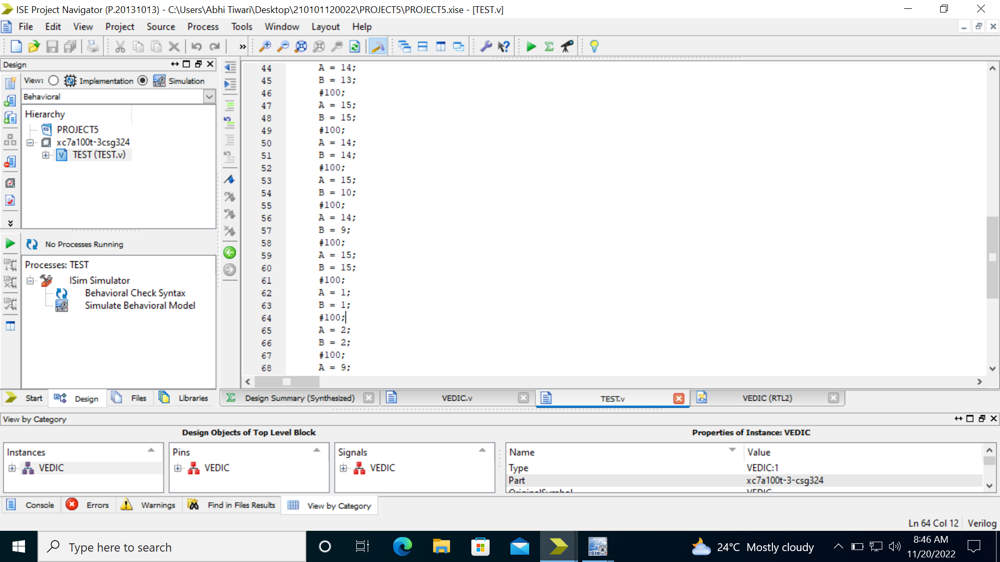 ISE Project Navigator (P.20131013) - C:\Users\Abhi Tiwari\Desktop\210101120022\PROJECT5\PROJECT5.xise - [TEST.v]
File Edit View Project Source Process Tools Window Layout Help
»
Design
View: Implementation Simulation
Behavioral
Hierarchy
PROJECT5
xc7a100t-3csg324
TEST (TEST.v)
No Processes Running
Processes: TEST
ISim Simulator
Behavioral Check Syntax
Simulate Behavioral Model
44 A = 14;
45 B = 13;
46 #100;
47 A = 15;
48 B = 15;
49 #100;
50 A = 14;
51 B = 14;
52 #100;
53 A = 15;
54 B = 10;
55 #100;
56 A = 14;
57 B = 9;
58 #100;
59 A = 15;
60 B = 15;
61 #100;
62 A = 1;
63 B = 1;
64 #100;
65 A = 2;
66 B = 2;
67 #100;
68 A = 9;
Start Design Files Libraries
Design Summary (Synthesized) VEDIC.v TEST.v VEDIC (RTL2)
View by Category
Design Objects of Top Level Block
Properties of Instance: VEDIC
Instances
VEDIC
Pins
VEDIC
Signals
VEDIC
Name Value
Type VEDIC:1
Part xc7a100t-3-csg324
OriginalSymbol VEDIC
Console Errors Warnings Find in Files Results View by Category
Ln 64 Col 12 Verilog
Type here to search
ISim
24°C Mostly cloudy
8:46 AM
11/20/2022